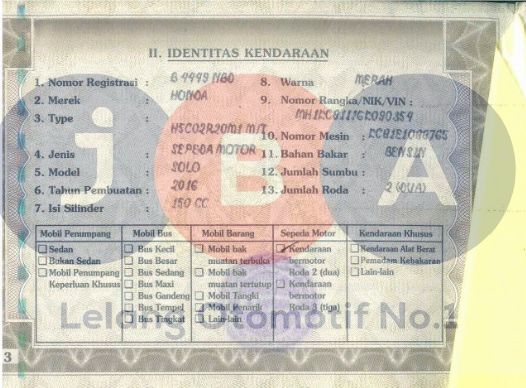 II. IDENTITAS KENDARAAN
1. Nomor Registrasi : B 4449 NBO
2. Merek : HONDA
3. Type : H5C02R20M1 M/T
4. Jenis : SEPEDA MOTOR
5. Model : SOLO
6. Tahun Pembuatan : 2016
7. Isi Silinder : 150 CC
8. Warna : MERAH
9. Nomor Rangka/NIK/VIN :
10. Nomor Mesin :
11. Bahan Bakar : BENSIN
12. Jumlah Sumbu :
13. Jumlah Roda : 2 (DUA)
Mobil Penumpang Mobil Bus Mobil Barang Sepeda Motor Kendaraan Khusus
Sedan
Bukan Sedan
Mobil Penumpang
Keperluan Khusus
Bus Kecil
Bus Besar
Bus Sedang
Bus Maxi
Bus Gandeng
Bus Tempel
Bus Tingkat
Mobil bak
muatan terbuka
Mobil bak
muatan tertutup
Mobil Tangki
Mobil Penarik
Lain-lain
Kendaraan
bermotor
Roda 2 (dua)
Kendaraan
bermotor
Roda 3 (tiga)
Kendaraan Alat Berat
Pemadam Kebakaran
Lain-lain
jBA
Lelang Otomotif No.1
3